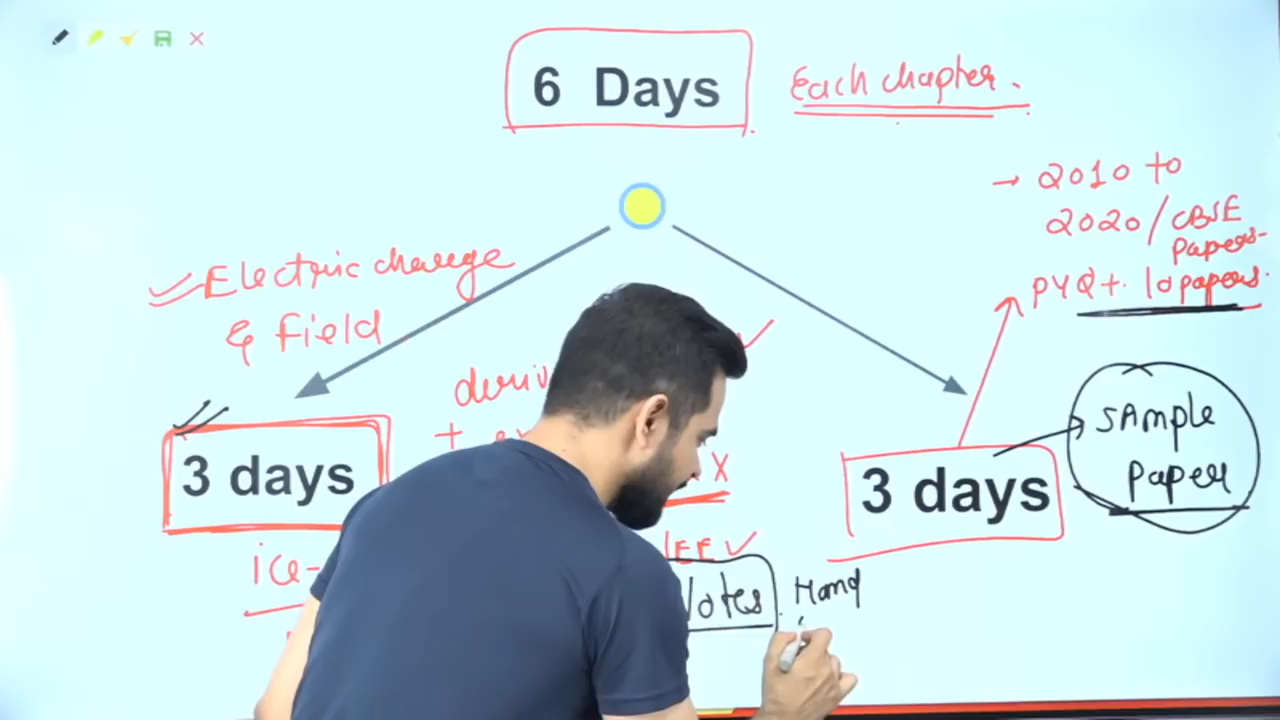 6 Days
Each chapter.
→ 2010 to
2020/CBSE
Papers-
PYQ + 10 papers.
Electric charge
& field
3 days
3 days
SAmple
Paper
+
X
Hand